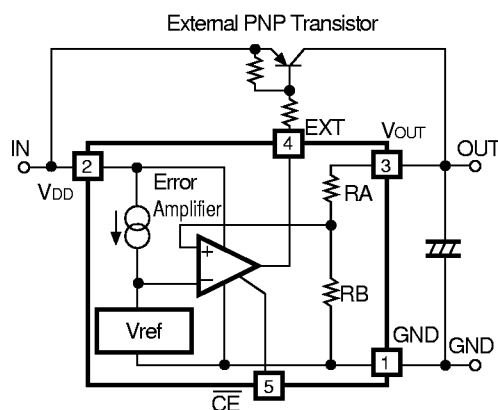 External PNP Transistor
4
EXT
IN
2
VDD
VOUT
3
OUT
Error
Amplifier
RA
+
−
RB
Vref
GND
1
GND
CE
5